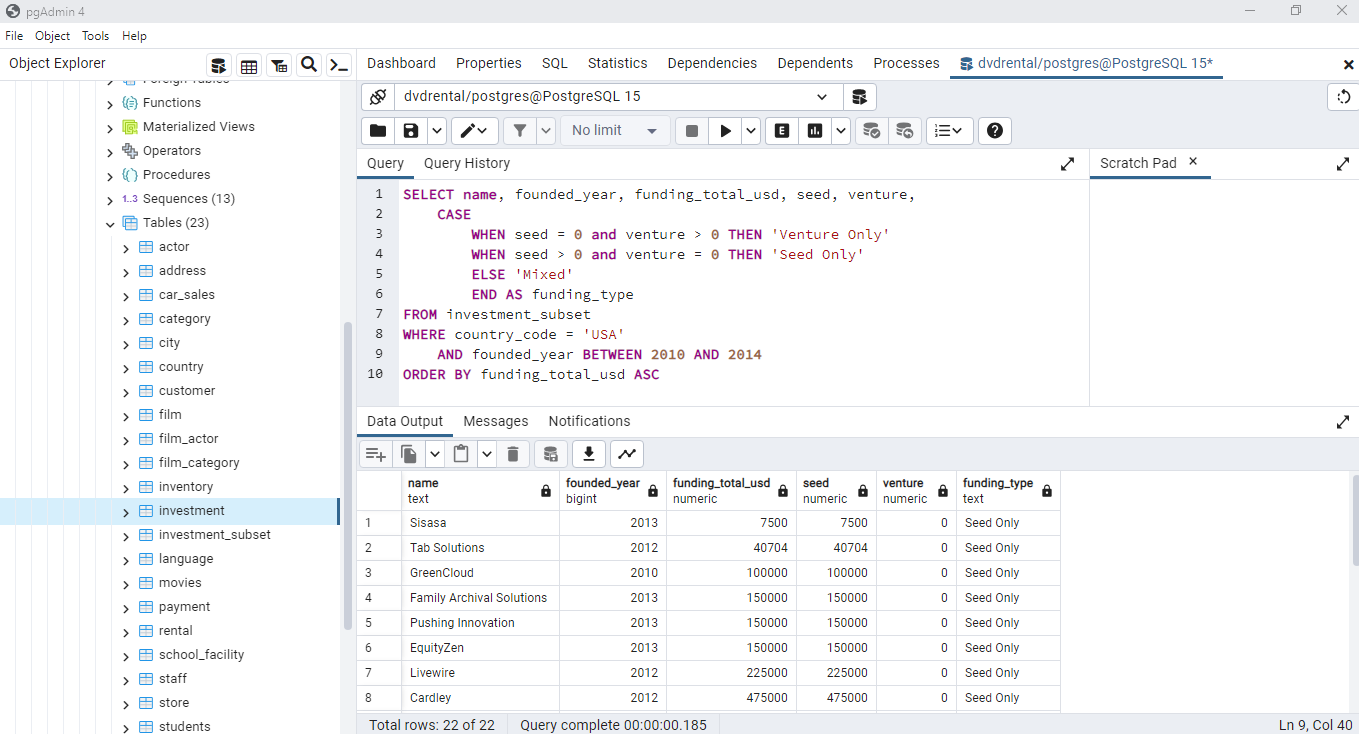 pgAdmin 4
File Object Tools Help
Object Explorer
Dashboard Properties SQL Statistics Dependencies Dependents Processes dvdrental/postgres@PostgreSQL 15*
Foreign Tables
Functions
Materialized Views
Operators
Procedures
1..3 Sequences (13)
Tables (23)
actor
address
car_sales
category
city
country
customer
film
film_actor
film_category
inventory
investment
investment_subset
language
movies
payment
rental
school_facility
staff
store
students
dvdrental/postgres@PostgreSQL 15
No limit
E
Query Query History
Scratch Pad
1 SELECT name, founded_year, funding_total_usd, seed, venture,
2 CASE
3 WHEN seed = 0 and venture > 0 THEN 'Venture Only'
4 WHEN seed > 0 and venture = 0 THEN 'Seed Only'
5 ELSE 'Mixed'
6 END AS funding_type
7 FROM investment_subset
8 WHERE country_code = 'USA'
9 AND founded_year BETWEEN 2010 AND 2014
10 ORDER BY funding_total_usd ASC
Data Output Messages Notifications
name founded_year funding_total_usd seed venture funding_type
text bigint numeric numeric numeric text
1 Sisasa 2013 7500 7500 0 Seed Only
2 Tab Solutions 2012 40704 40704 0 Seed Only
3 GreenCloud 2010 100000 100000 0 Seed Only
4 Family Archival Solutions 2013 150000 150000 0 Seed Only
5 Pushing Innovation 2013 150000 150000 0 Seed Only
6 EquityZen 2013 150000 150000 0 Seed Only
7 Livewire 2012 225000 225000 0 Seed Only
8 Cardley 2012 475000 475000 0 Seed Only
Total rows: 22 of 22 Query complete 00:00:00.185 Ln 9, Col 40